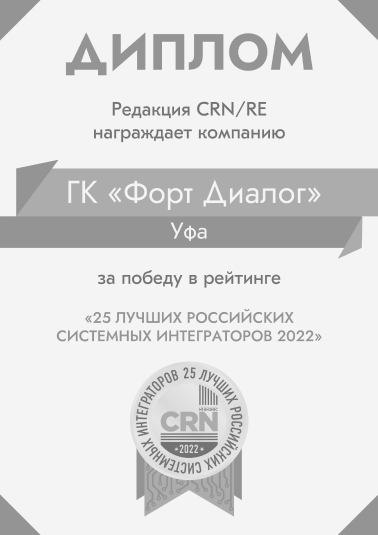 ДИПЛОМ
Редакция CRN/RE
награждает компанию
ГК «Форт Диалог»
Уфа
за победу в рейтинге
«25 ЛУЧШИХ РОССИЙСКИХ
СИСТЕМНЫХ ИНТЕГРАТОРОВ 2022»
25 ЛУЧШИХ РОССИЙСКИХ СИСТЕМНЫХ ИНТЕГРАТОРОВ
CRN
2022